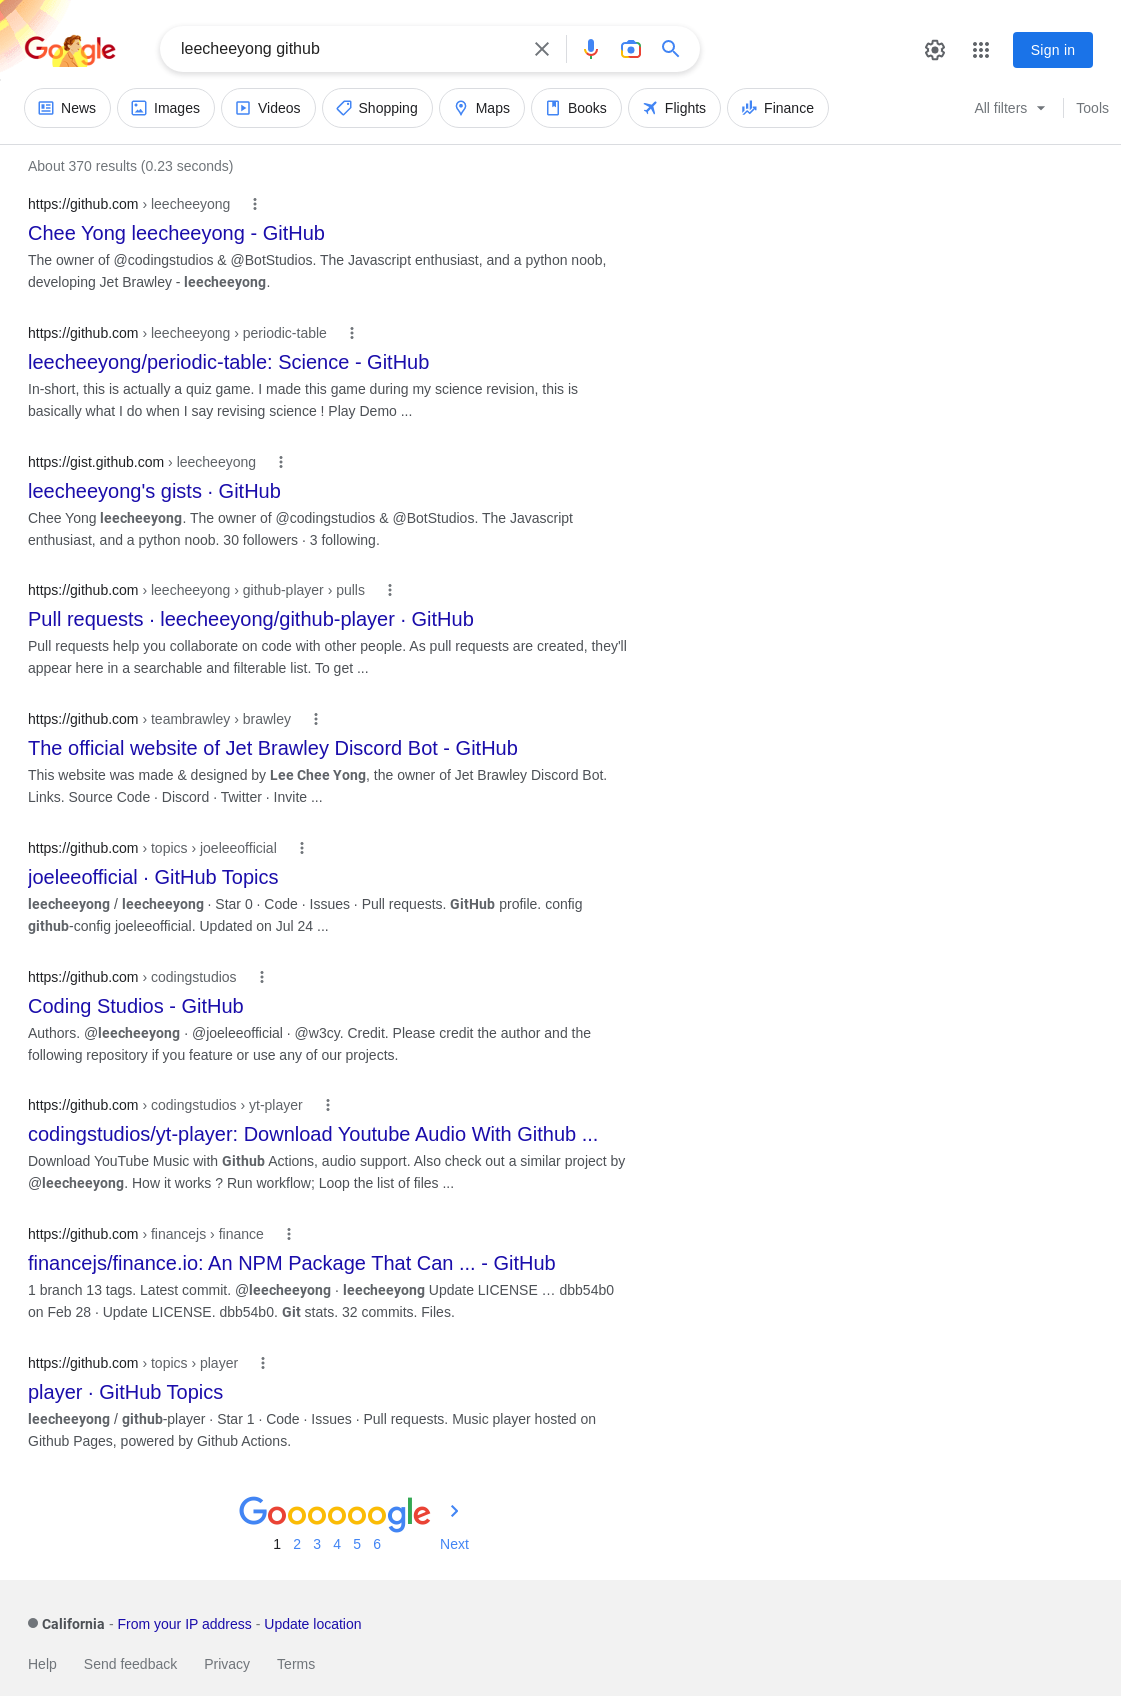 Google
leecheeyong github
Sign in
News Images Videos Shopping Maps Books Flights Finance All filters Tools
About 370 results (0.23 seconds)
https://github.com › leecheeyong
Chee Yong leecheeyong - GitHub
The owner of @codingstudios & @BotStudios. The Javascript enthusiast, and a python noob,
developing Jet Brawley - leecheeyong.
https://github.com › leecheeyong › periodic-table
leecheeyong/periodic-table: Science - GitHub
In-short, this is actually a quiz game. I made this game during my science revision, this is
basically what I do when I say revising science ! Play Demo ...
https://gist.github.com › leecheeyong
leecheeyong's gists · GitHub
Chee Yong leecheeyong. The owner of @codingstudios & @BotStudios. The Javascript
enthusiast, and a python noob. 30 followers · 3 following.
https://github.com › leecheeyong › github-player › pulls
Pull requests · leecheeyong/github-player · GitHub
Pull requests help you collaborate on code with other people. As pull requests are created, they'll
appear here in a searchable and filterable list. To get ...
https://github.com › teambrawley › brawley
The official website of Jet Brawley Discord Bot - GitHub
This website was made & designed by Lee Chee Yong, the owner of Jet Brawley Discord Bot.
Links. Source Code · Discord · Twitter · Invite ...
https://github.com › topics › joeleeofficial
joeleeofficial · GitHub Topics
leecheeyong / leecheeyong · Star 0 · Code · Issues · Pull requests. GitHub profile. config
github-config joeleeofficial. Updated on Jul 24 ...
https://github.com › codingstudios
Coding Studios - GitHub
Authors. @leecheeyong · @joeleeofficial · @w3cy. Credit. Please credit the author and the
following repository if you feature or use any of our projects.
https://github.com › codingstudios › yt-player
codingstudios/yt-player: Download Youtube Audio With Github ...
Download YouTube Music with Github Actions, audio support. Also check out a similar project by
@leecheeyong. How it works ? Run workflow; Loop the list of files ...
https://github.com › financejs › finance
financejs/finance.io: An NPM Package That Can ... - GitHub
1 branch 13 tags. Latest commit. @leecheeyong · leecheeyong Update LICENSE … dbb54b0
on Feb 28 · Update LICENSE. dbb54b0. Git stats. 32 commits. Files.
https://github.com › topics › player
player · GitHub Topics
leecheeyong / github-player · Star 1 · Code · Issues · Pull requests. Music player hosted on
Github Pages, powered by Github Actions.
Goooooogle
1 2 3 4 5 6 Next
California - From your IP address - Update location
Help Send feedback Privacy Terms